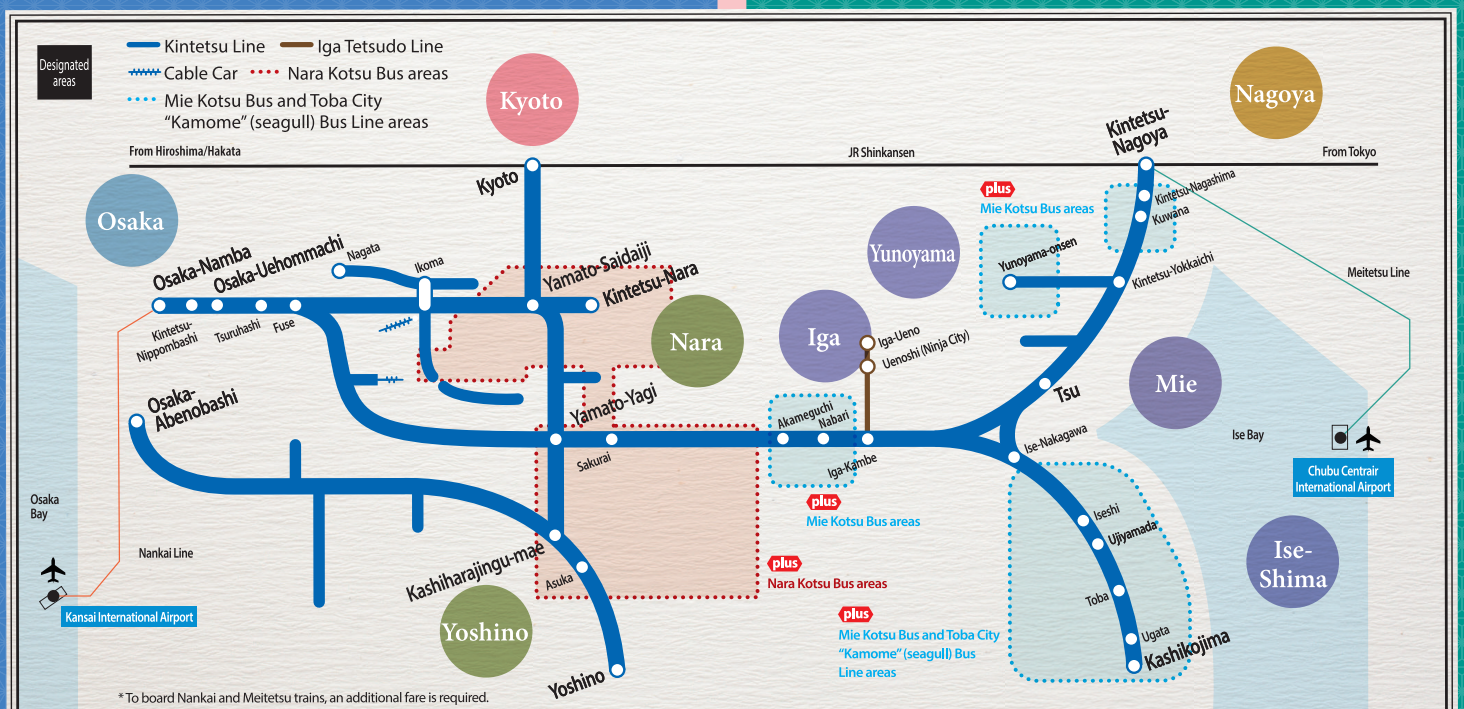 Designated
areas
Kintetsu Line
Iga Tetsudo Line
Cable Car
Nara Kotsu Bus areas
Mie Kotsu Bus and Toba City
“Kamome” (seagull) Bus Line areas
Kyoto
Nagoya
From Hiroshima/Hakata
JR Shinkansen
From Tokyo
Kintetsu-
Nagoya
Kyoto
Osaka
plus
Mie Kotsu Bus areas
Kintetsu-Nagashima
Kuwana
Yunoyama
Yunoyama-onsen
Kintetsu-Yokkaichi
Meitetsu Line
Osaka-Namba
Osaka-Uehommachi
Nagata
Ikoma
Yamato-Saidaiji
Kintetsu-Nara
Kintetsu-
Nippombashi
Tsuruhashi
Fuse
Nara
Iga
Iga-Ueno
Uenoshi (Ninja City)
Mie
Tsu
Osaka-
Abenobashi
Yamato-Yagi
Sakurai
Akameguchi
Nabari
Iga-Kambe
Ise-Nakagawa
Ise Bay
Chubu Centrair
International Airport
plus
Mie Kotsu Bus areas
Osaka
Bay
Nankai Line
Kansai International Airport
Kashiharajingu-mae
Asuka
Yoshino
Yoshino
plus
Nara Kotsu Bus areas
plus
Mie Kotsu Bus and Toba City
“Kamome” (seagull) Bus
Line areas
Iseshi
Ujiyamada
Toba
Ugata
Kashikojima
Ise-
Shima
* To board Nankai and Meitetsu trains, an additional fare is required.